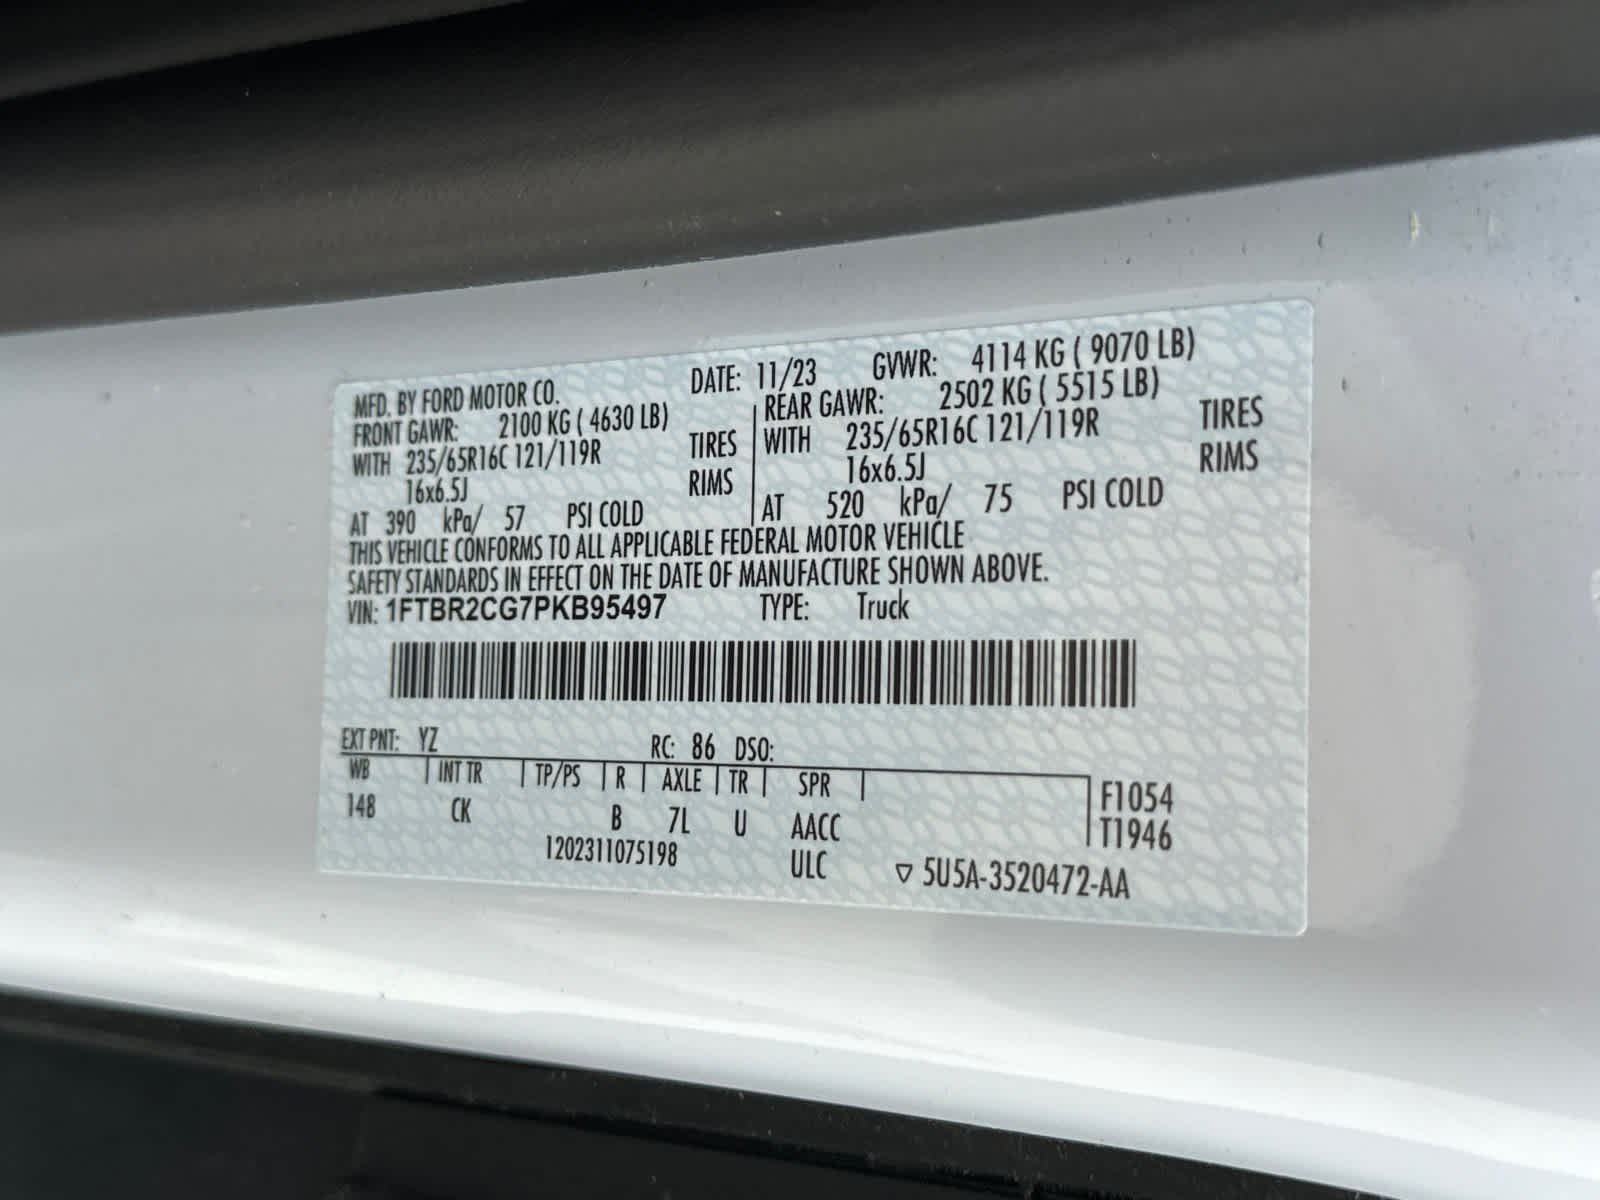 MFD. BY FORD MOTOR CO. DATE: 11/23 GVWR: 4114 KG ( 9070 LB)
FRONT GAWR: 2100 KG ( 4630 LB) REAR GAWR: 2502 KG ( 5515 LB)
WITH 235/65R16C 121/119R TIRES WITH 235/65R16C 121/119R TIRES
16x6.5J RIMS 16x6.5J RIMS
AT 390 kPa/ 57 PSI COLD AT 520 kPa/ 75 PSI COLD
THIS VEHICLE CONFORMS TO ALL APPLICABLE FEDERAL MOTOR VEHICLE
SAFETY STANDARDS IN EFFECT ON THE DATE OF MANUFACTURE SHOWN ABOVE.
VIN: 1FTBR2CG7PKB95497 TYPE: Truck
EXT PNT: YZ RC: 86 DSO:
WB INT TR TP/PS R AXLE TR SPR F1054
148 CK B 7L U AACC T1946
1202311075198 ULC ▽ 5U5A-3520472-AA